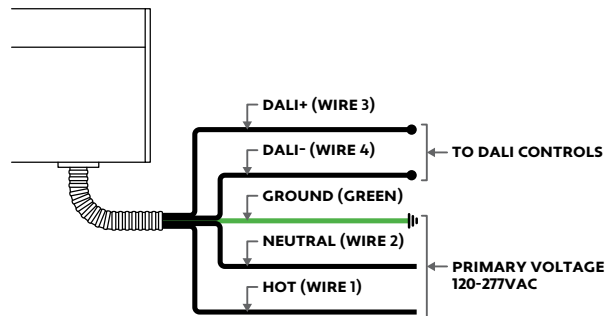 DALI+ (WIRE 3)
DALI- (WIRE 4)
TO DALI CONTROLS
GROUND (GREEN)
NEUTRAL (WIRE 2)
PRIMARY VOLTAGE
120-277VAC
HOT (WIRE 1)